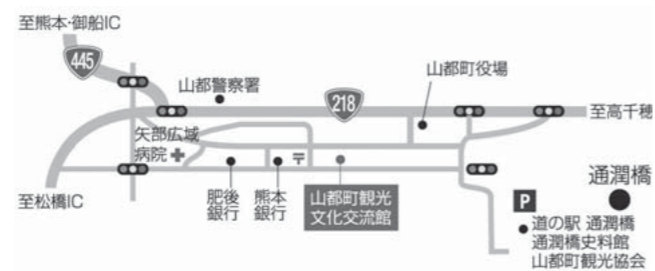 至熊本・御船IC
445
山都町役場
山都警察署
218
至高千穂
矢部広域
病院
通潤橋
至松橋IC
肥後
銀行
熊本
銀行
〒
山都町観光
文化交流館
P
道の駅 通潤橋
通潤橋史料館
山都町観光協会